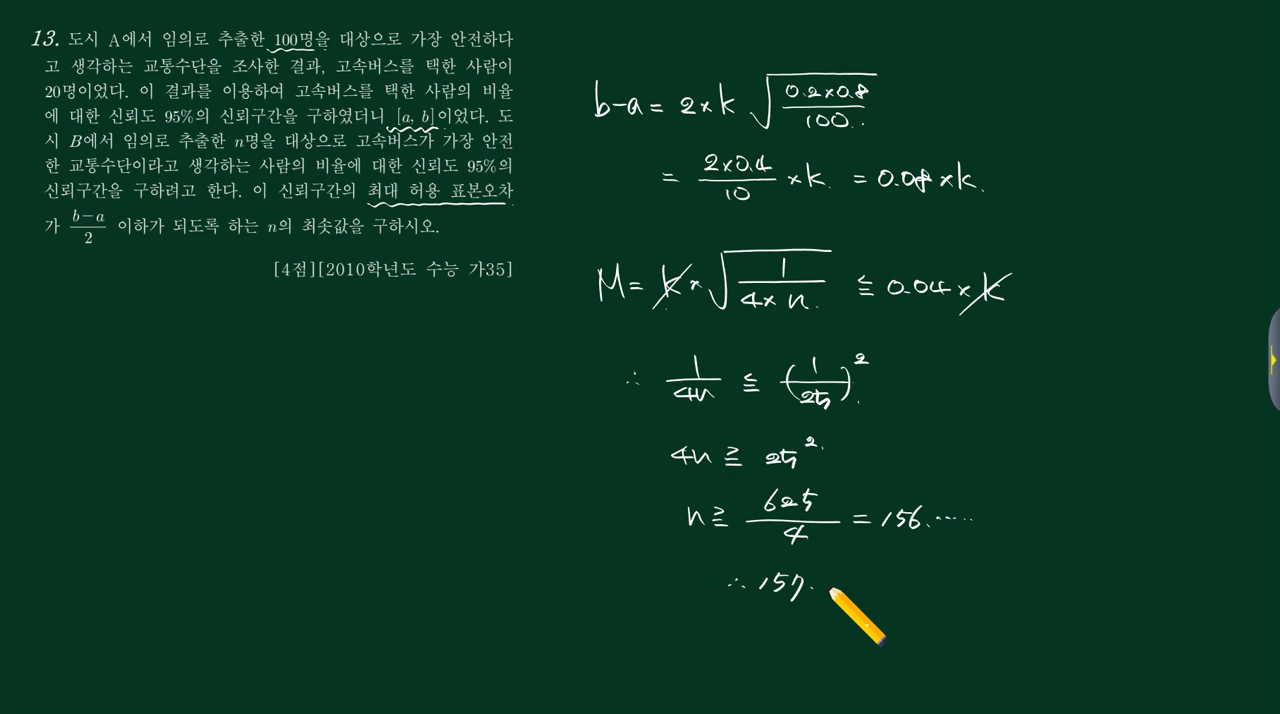 13. 도시 A에서 임의로 추출한 100명을 대상으로 가장 안전하다
고 생각하는 교통수단을 조사한 결과, 고속버스를 택한 사람이
20명이었다. 이 결과를 이용하여 고속버스를 택한 사람의 비율
에 대한 신뢰도 95%의 신뢰구간을 구하였더니 [a, b]이었다. 도
시 B에서 임의로 추출한 n명을 대상으로 고속버스가 가장 안전
한 교통수단이라고 생각하는 사람의 비율에 대한 신뢰도 95%의
신뢰구간을 구하려고 한다. 이 신뢰구간의 최대 허용 표본오차
가 (b-a)/2 이하가 되도록 하는 n의 최솟값을 구하시오.
[4점][2010학년도 수능 가35]
b-a = 2×k √((0.2×0.8)/100)
= (2×0.4)/10 ×k = 0.08×k.
M = k × √(1/(4×n)) ≦ 0.04×k
∴ 1/4n ≦ (1/25)²
4n ≧ 25²
n ≧ 625/4 = 156.....
∴ 157.